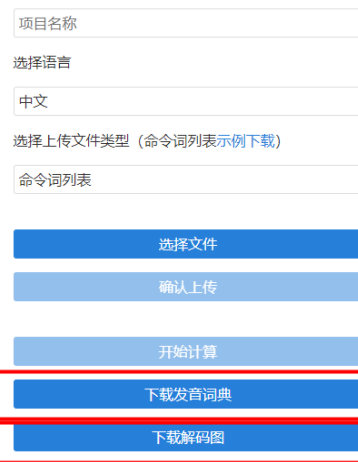 项目名称
选择语言
中文
选择上传文件类型（命令词列表示例下载）
命令词列表
选择文件
确认上传
开始计算
下载发音词典
下载解码图